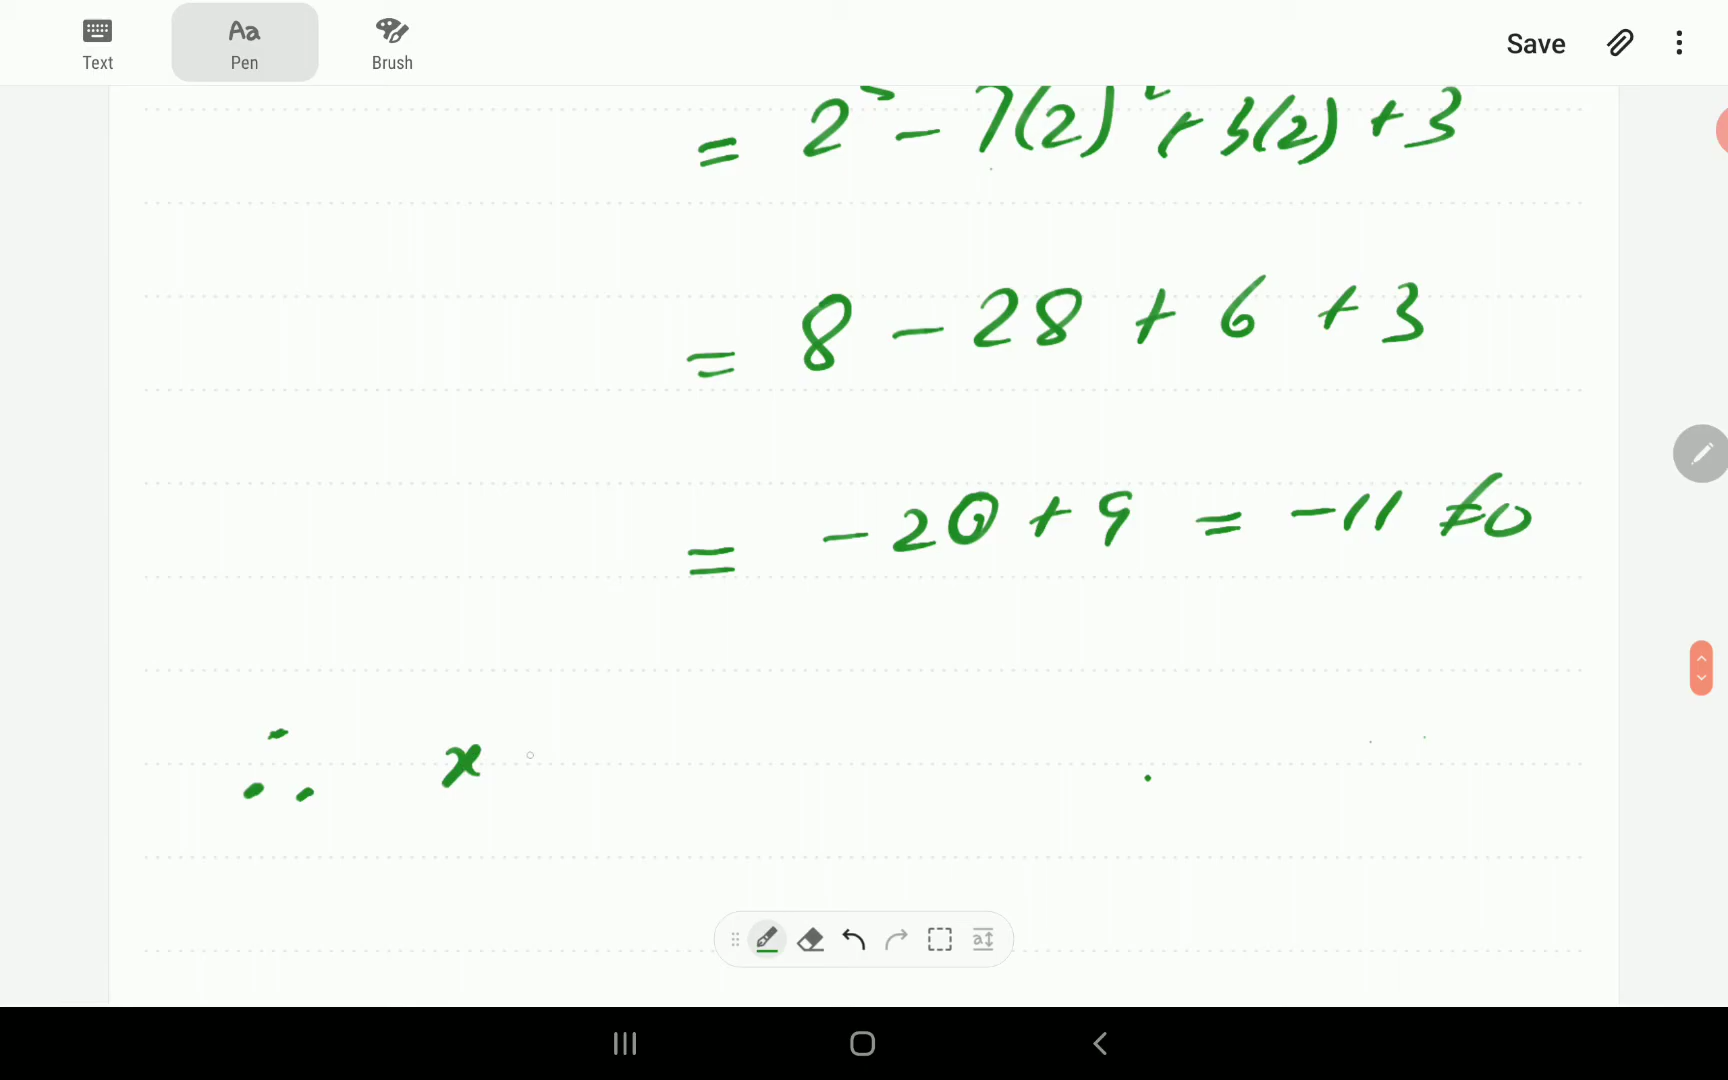 Text
Aa
Pen
Brush
Save
= 2³ - 7(2)² + 3(2) + 3
= 8 - 28 + 6 + 3
= -20 + 9 = -11 ≠0
∴ x